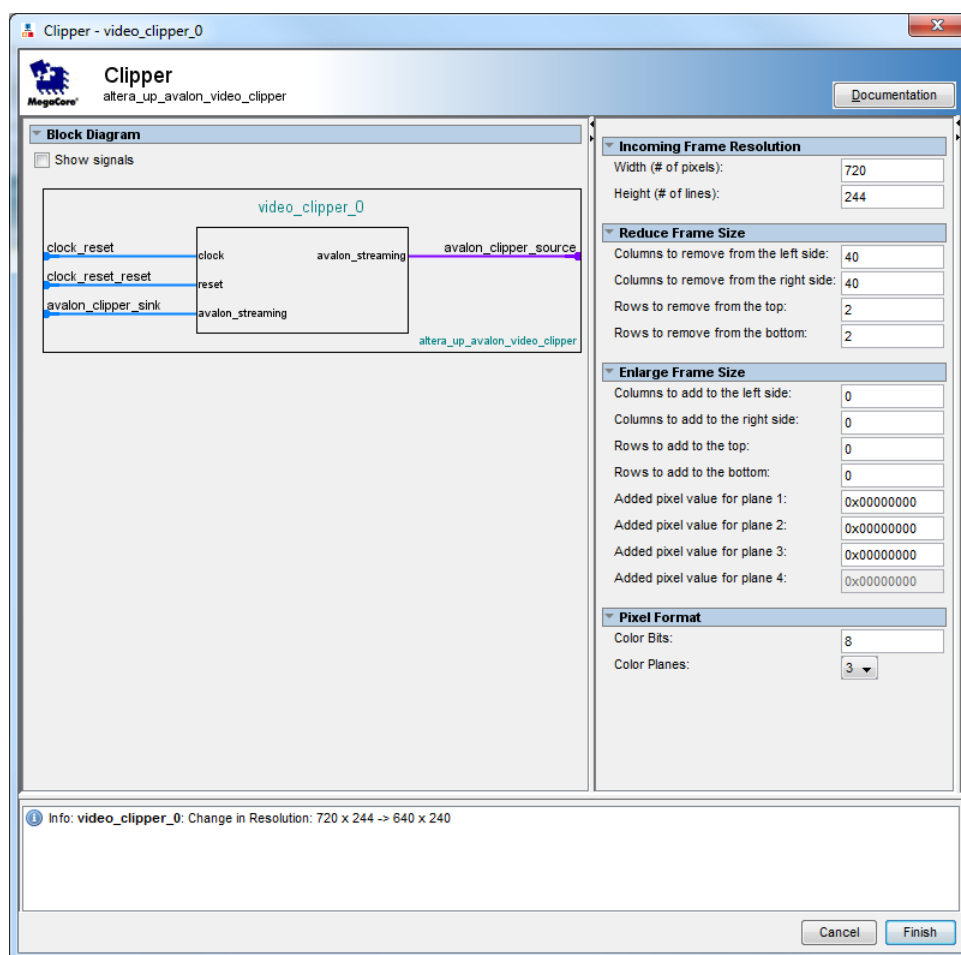 Clipper - video_clipper_0
MegaCore®
Clipper
altera_up_avalon_video_clipper
Documentation
Block Diagram
Show signals
video_clipper_0
clock_reset
clock
avalon_streaming
avalon_clipper_source
clock_reset_reset
reset
avalon_clipper_sink
avalon_streaming
altera_up_avalon_video_clipper
Incoming Frame Resolution
Width (# of pixels): 720
Height (# of lines): 244
Reduce Frame Size
Columns to remove from the left side: 40
Columns to remove from the right side: 40
Rows to remove from the top: 2
Rows to remove from the bottom: 2
Enlarge Frame Size
Columns to add to the left side: 0
Columns to add to the right side: 0
Rows to add to the top: 0
Rows to add to the bottom: 0
Added pixel value for plane 1: 0x00000000
Added pixel value for plane 2: 0x00000000
Added pixel value for plane 3: 0x00000000
Added pixel value for plane 4: 0x00000000
Pixel Format
Color Bits: 8
Color Planes: 3
Info: video_clipper_0: Change in Resolution: 720 x 244 -> 640 x 240
Cancel
Finish